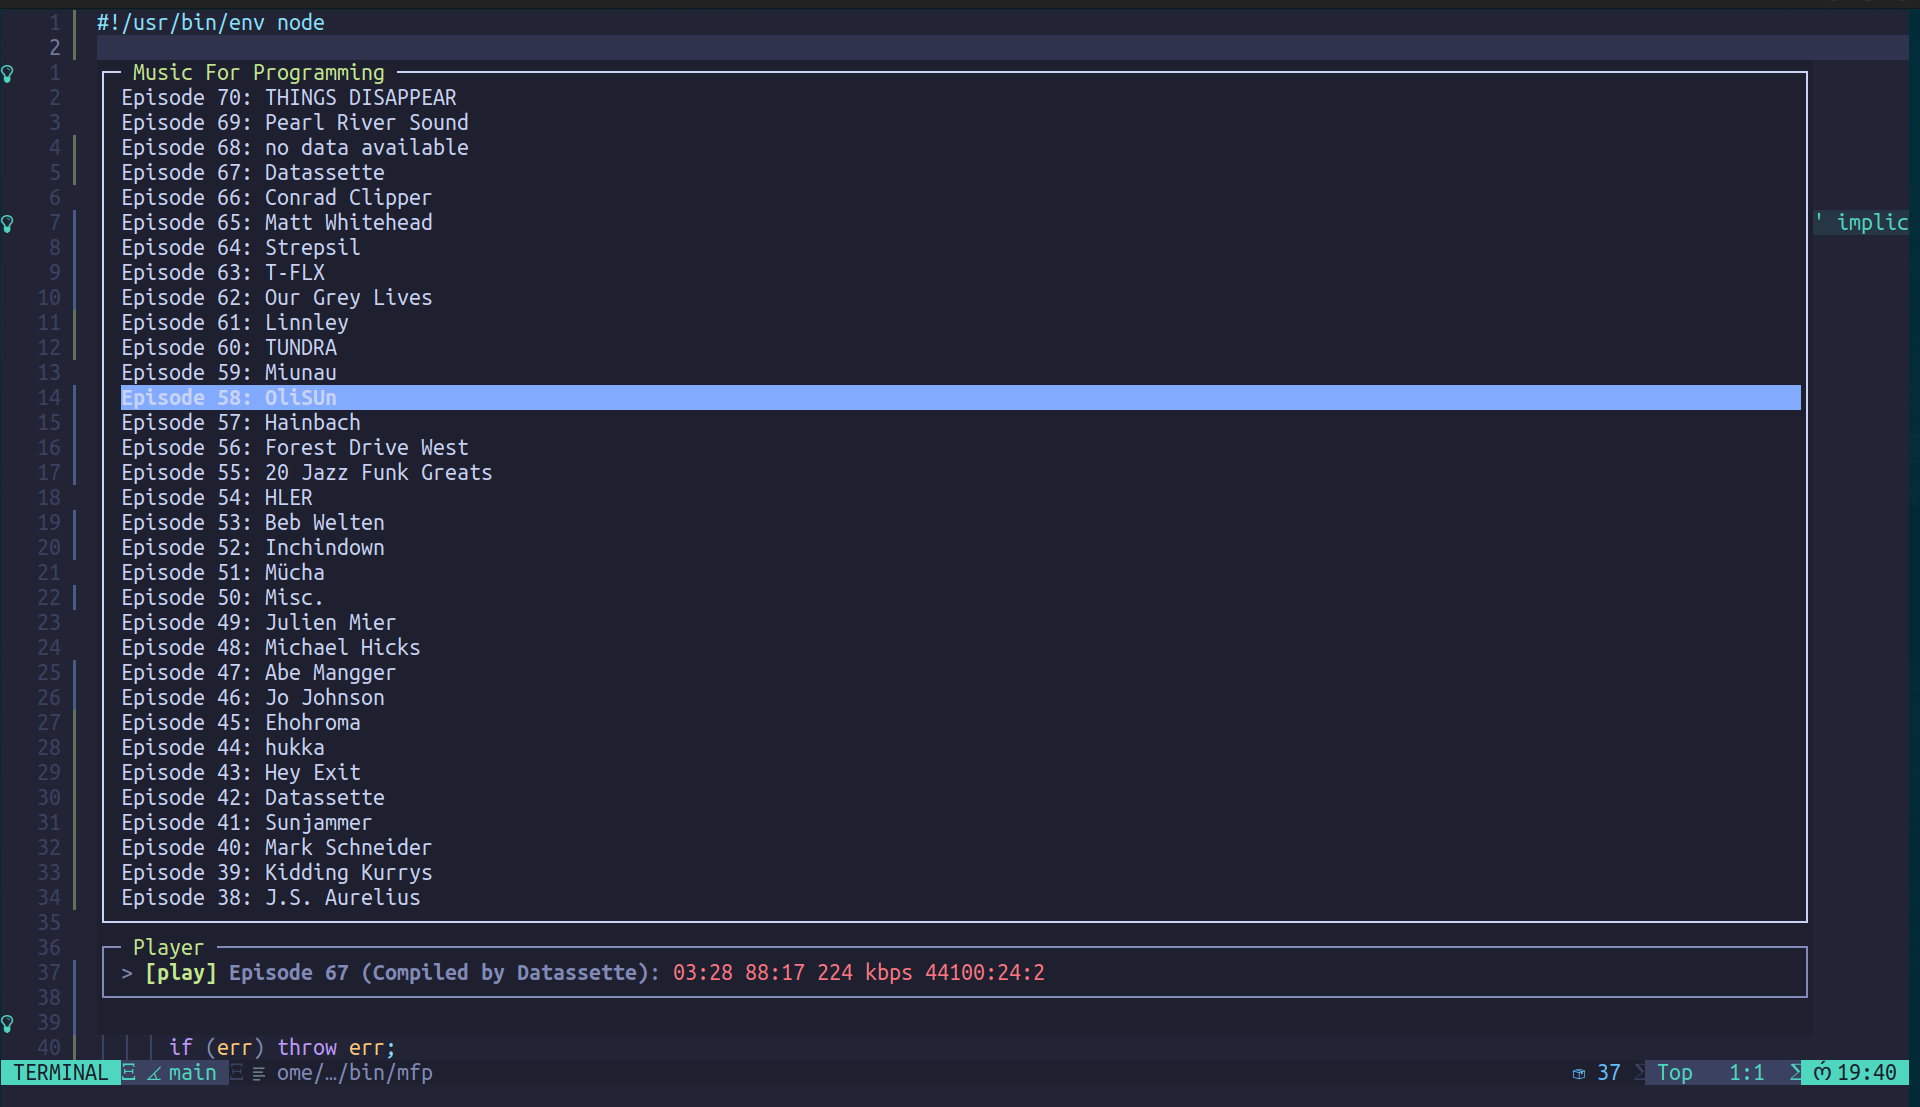 1 #!/usr/bin/env node
2
1 Music For Programming
2 Episode 70: THINGS DISAPPEAR
3 Episode 69: Pearl River Sound
4 Episode 68: no data available
5 Episode 67: Datassette
6 Episode 66: Conrad Clipper
7 Episode 65: Matt Whitehead ' implic
8 Episode 64: Strepsil
9 Episode 63: T-FLX
10 Episode 62: Our Grey Lives
11 Episode 61: Linnley
12 Episode 60: TUNDRA
13 Episode 59: Miunau
14 Episode 58: OliSUn
15 Episode 57: Hainbach
16 Episode 56: Forest Drive West
17 Episode 55: 20 Jazz Funk Greats
18 Episode 54: HLER
19 Episode 53: Beb Welten
20 Episode 52: Inchindown
21 Episode 51: Mücha
22 Episode 50: Misc.
23 Episode 49: Julien Mier
24 Episode 48: Michael Hicks
25 Episode 47: Abe Mangger
26 Episode 46: Jo Johnson
27 Episode 45: Ehohroma
28 Episode 44: hukka
29 Episode 43: Hey Exit
30 Episode 42: Datassette
31 Episode 41: Sunjammer
32 Episode 40: Mark Schneider
33 Episode 39: Kidding Kurrys
34 Episode 38: J.S. Aurelius
35
36 Player
37 > [play] Episode 67 (Compiled by Datassette): 03:28 88:17 224 kbps 44100:24:2
38
39
40 if (err) throw err;
TERMINAL main ome/…/bin/mfp 37 Top 1:1 19:40